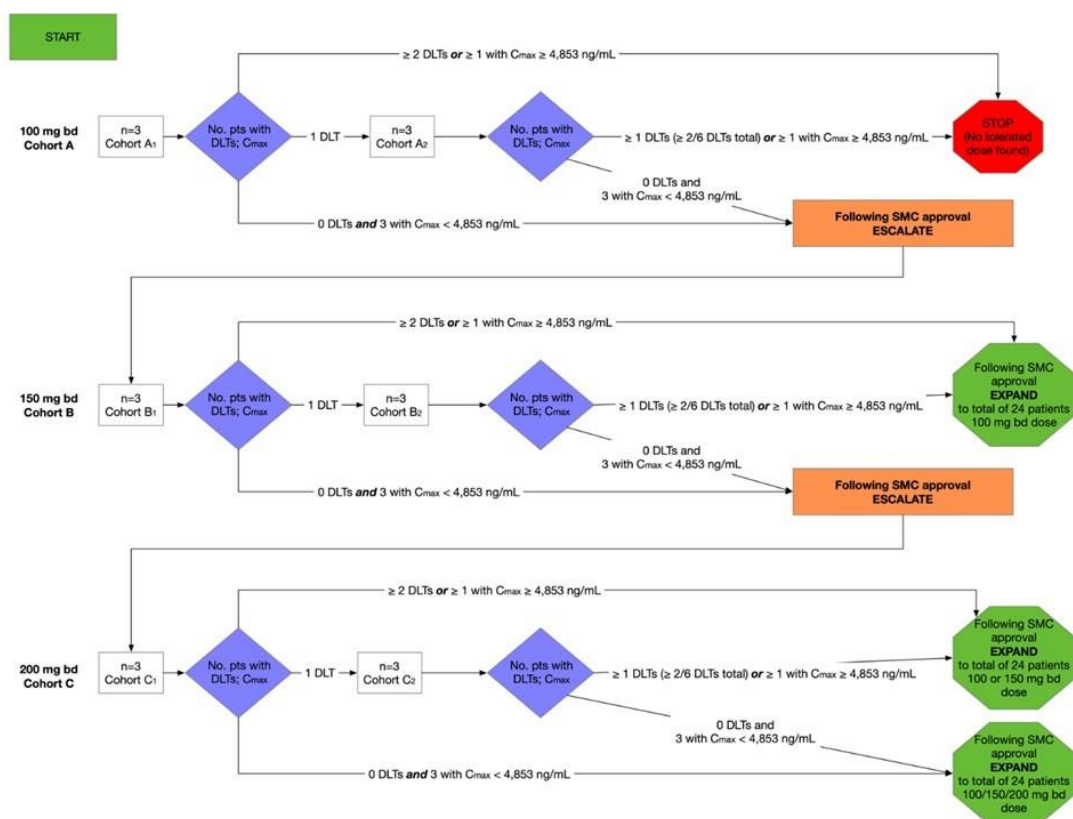 START
≥ 2 DLTs or ≥ 1 with Cmax ≥ 4,853 ng/mL
100 mg bd
Cohort A
n=3
Cohort A1
No. pts with
DLTs; Cmax
1 DLT
n=3
Cohort A2
No. pts with
DLTs; Cmax
≥ 1 DLTs (≥ 2/6 DLTs total) or ≥ 1 with Cmax ≥ 4,853 ng/mL
STOP
(No tolerated
dose found)
0 DLTs and
3 with Cmax < 4,853 ng/mL
0 DLTs and 3 with Cmax < 4,853 ng/mL
Following SMC approval
ESCALATE
≥ 2 DLTs or ≥ 1 with Cmax ≥ 4,853 ng/mL
150 mg bd
Cohort B
n=3
Cohort B1
No. pts with
DLTs; Cmax
1 DLT
n=3
Cohort B2
No. pts with
DLTs; Cmax
≥ 1 DLTs (≥ 2/6 DLTs total) or ≥ 1 with Cmax ≥ 4,853 ng/mL
Following SMC
approval
EXPAND
to total of 24 patients
100 mg bd dose
0 DLTs and
3 with Cmax < 4,853 ng/mL
0 DLTs and 3 with Cmax < 4,853 ng/mL
Following SMC approval
ESCALATE
≥ 2 DLTs or ≥ 1 with Cmax ≥ 4,853 ng/mL
200 mg bd
Cohort C
n=3
Cohort C1
No. pts with
DLTs; Cmax
1 DLT
n=3
Cohort C2
No. pts with
DLTs; Cmax
≥ 1 DLTs (≥ 2/6 DLTs total) or ≥ 1 with Cmax ≥ 4,853 ng/mL
Following SMC
approval
EXPAND
to total of 24 patients
100 or 150 mg bd
dose
0 DLTs and
3 with Cmax < 4,853 ng/mL
0 DLTs and 3 with Cmax < 4,853 ng/mL
Following SMC
approval
EXPAND
to total of 24 patients
100/150/200 mg bd
dose